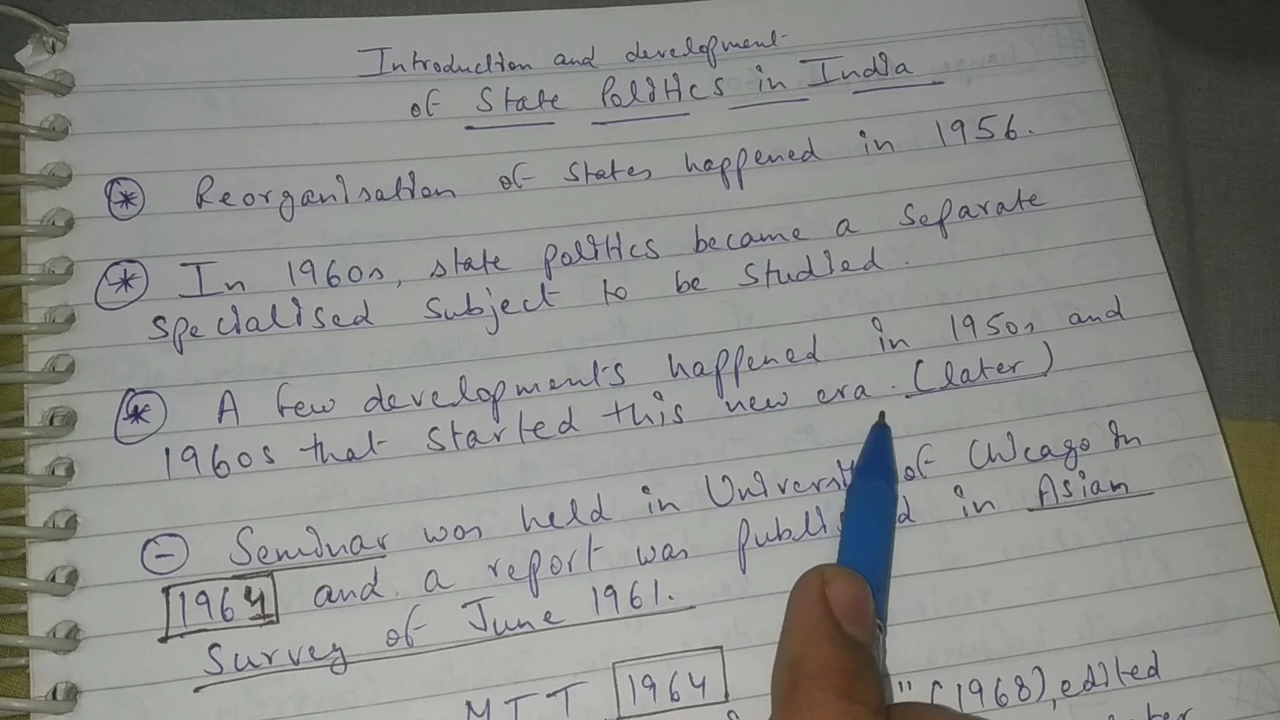 Introduction and development
of State Politics in India
* Reorganisation of States happened in 1956.
* In 1960s, state politics became a separate
specialised subject to be studied.
* A few developments happened in 1950s and
1960s that started this new era. (later)
- Seminar was held in University of Chicago in
1964 and a report was published in Asian
Survey of June 1961.
MIT 1964 " (1968), edited